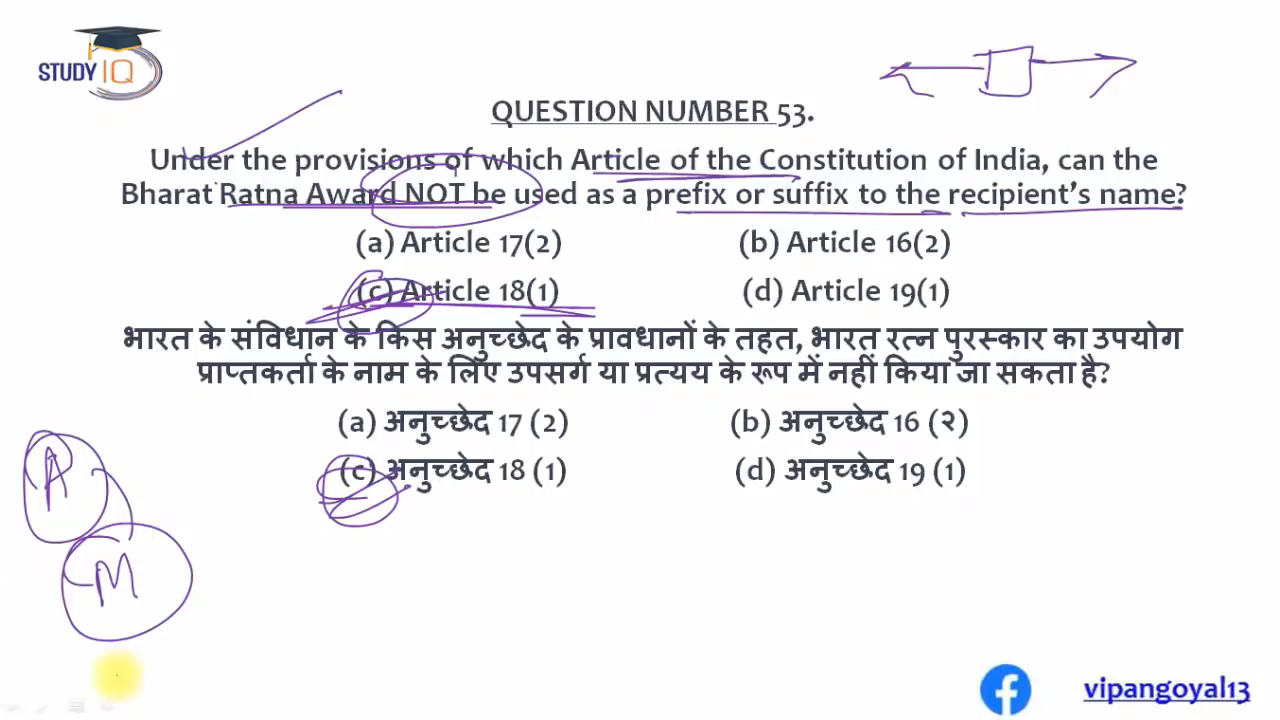 STUDY IQ
QUESTION NUMBER 53.
Under the provisions of which Article of the Constitution of India, can the
Bharat Ratna Award NOT be used as a prefix or suffix to the recipient's name?
(a) Article 17(2) (b) Article 16(2)
(c) Article 18(1) (d) Article 19(1)
भारत के संविधान के किस अनुच्छेद के प्रावधानों के तहत, भारत रत्न पुरस्कार का उपयोग
प्राप्तकर्ता के नाम के लिए उपसर्ग या प्रत्यय के रूप में नहीं किया जा सकता है?
(a) अनुच्छेद 17 (2) (b) अनुच्छेद 16 (२)
(c) अनुच्छेद 18 (1) (d) अनुच्छेद 19 (1)
A
M
vipangoyal13